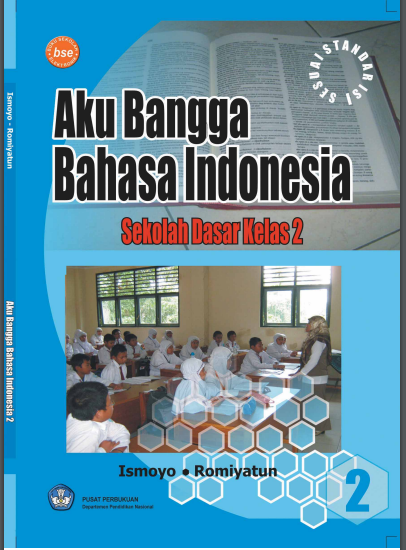 bse
SESUAI STANDAR ISI
Aku Bangga
Bahasa Indonesia
Sekolah Dasar Kelas 2
Ismoyo ● Romiyatun
2
PUSAT PERBUKUAN
Departemen Pendidikan Nasional
Ismoyo - Romiyatun
Aku Bangga Bahasa Indonesia 2